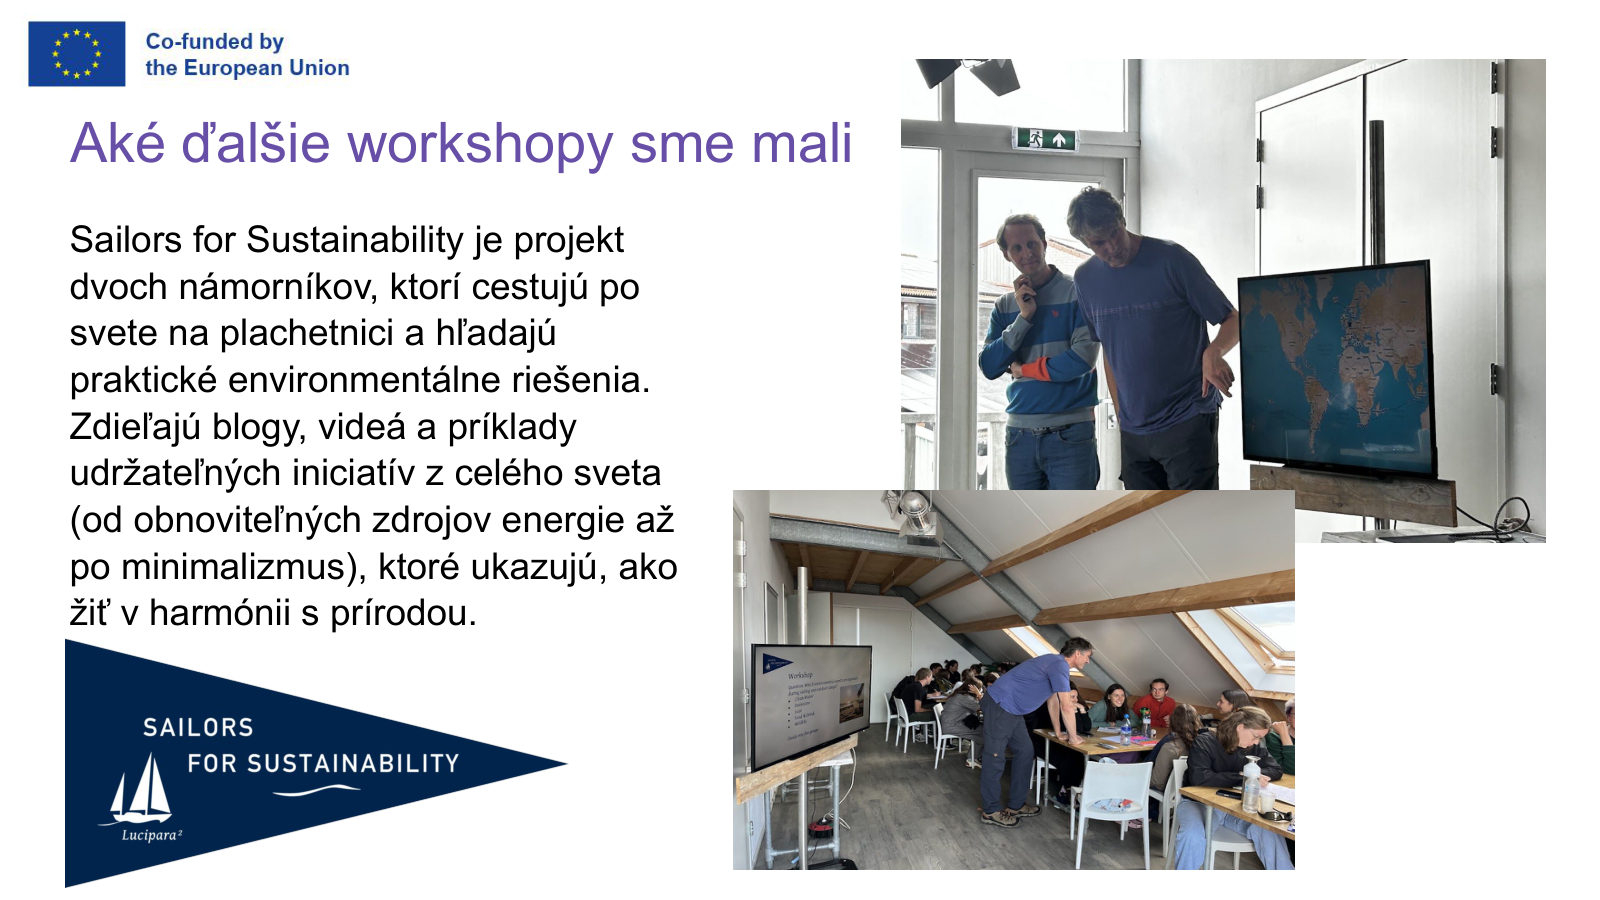 Co-funded by
the European Union
Aké ďalšie workshopy sme mali
Sailors for Sustainability je projekt
dvoch námorníkov, ktorí cestujú po
svete na plachetnici a hľadajú
praktické environmentálne riešenia.
Zdieľajú blogy, videá a príklady
udržateľných iniciatív z celého sveta
(od obnoviteľných zdrojov energie až
po minimalizmus), ktoré ukazujú, ako
žiť v harmónii s prírodou.
SAILORS
FOR SUSTAINABILITY
Lucipara²
Workshop